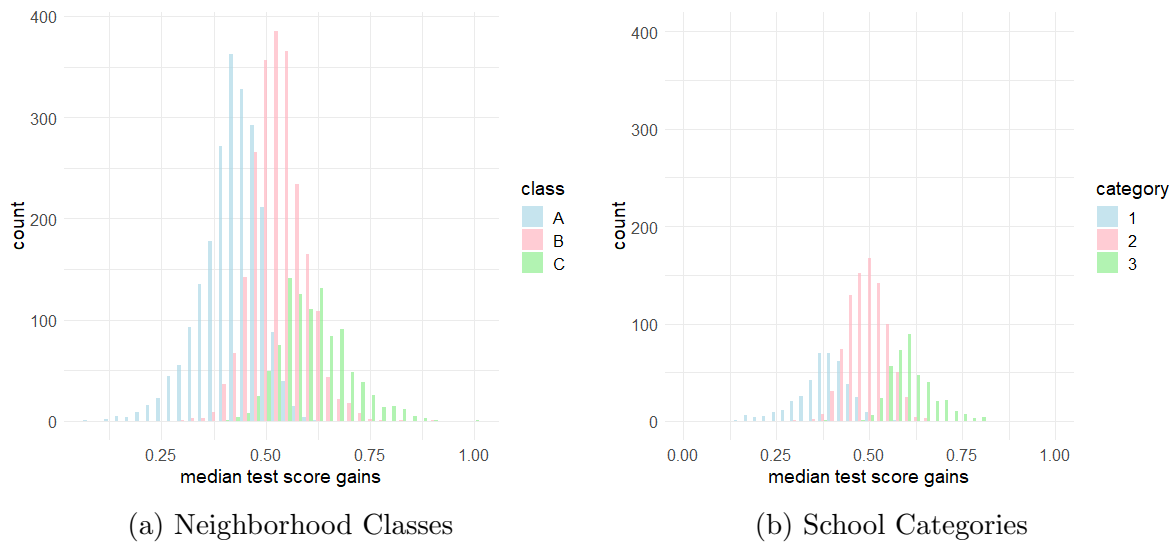 count
400
300
200
100
0
0.25 0.50 0.75 1.00
median test score gains
class
A
B
C
(a) Neighborhood Classes
count
400
300
200
100
0
0.00 0.25 0.50 0.75 1.00
median test score gains
category
1
2
3
(b) School Categories